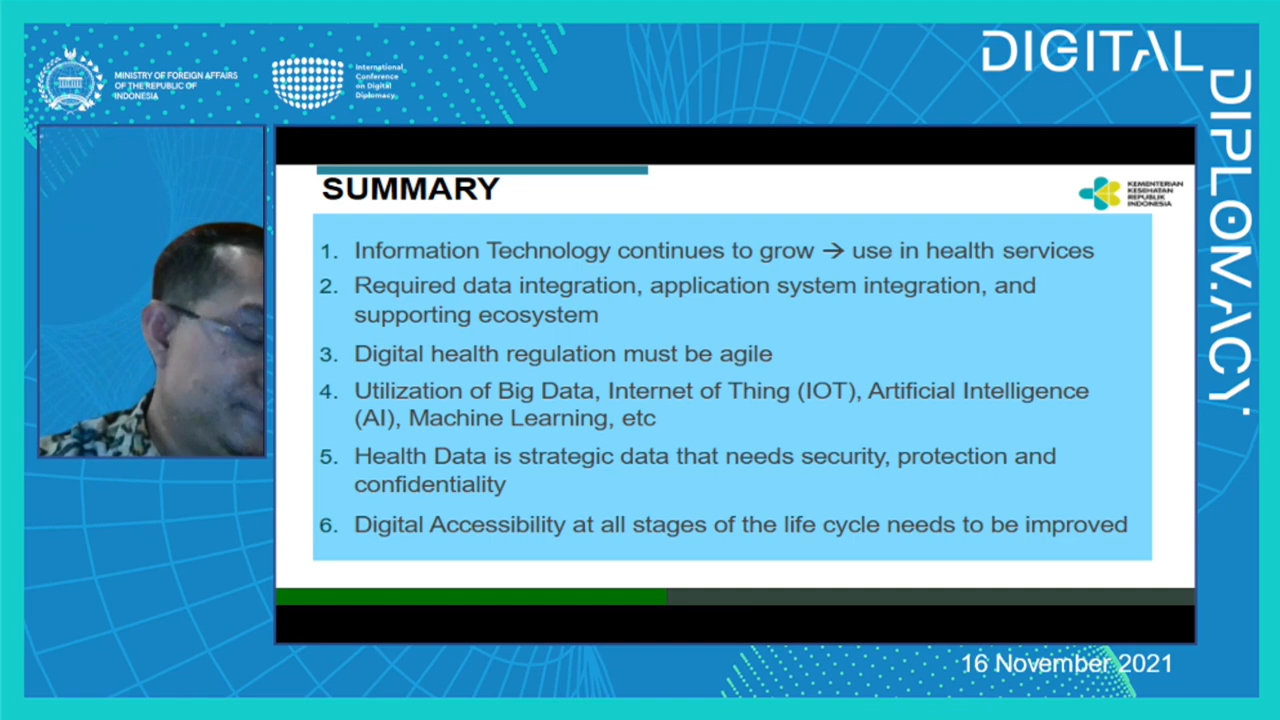 MINISTRY OF FOREIGN AFFAIRS
OF THE REPUBLIC OF
INDONESIA
International
Conference
on Digital
Diplomacy
DIGITAL
DIPLOMACY.
SUMMARY
KEMENTERIAN
KESEHATAN
REPUBLIK
INDONESIA
1. Information Technology continues to grow → use in health services
2. Required data integration, application system integration, and
supporting ecosystem
3. Digital health regulation must be agile
4. Utilization of Big Data, Internet of Thing (IOT), Artificial Intelligence
(AI), Machine Learning, etc
5. Health Data is strategic data that needs security, protection and
confidentiality
6. Digital Accessibility at all stages of the life cycle needs to be improved
16 November 2021